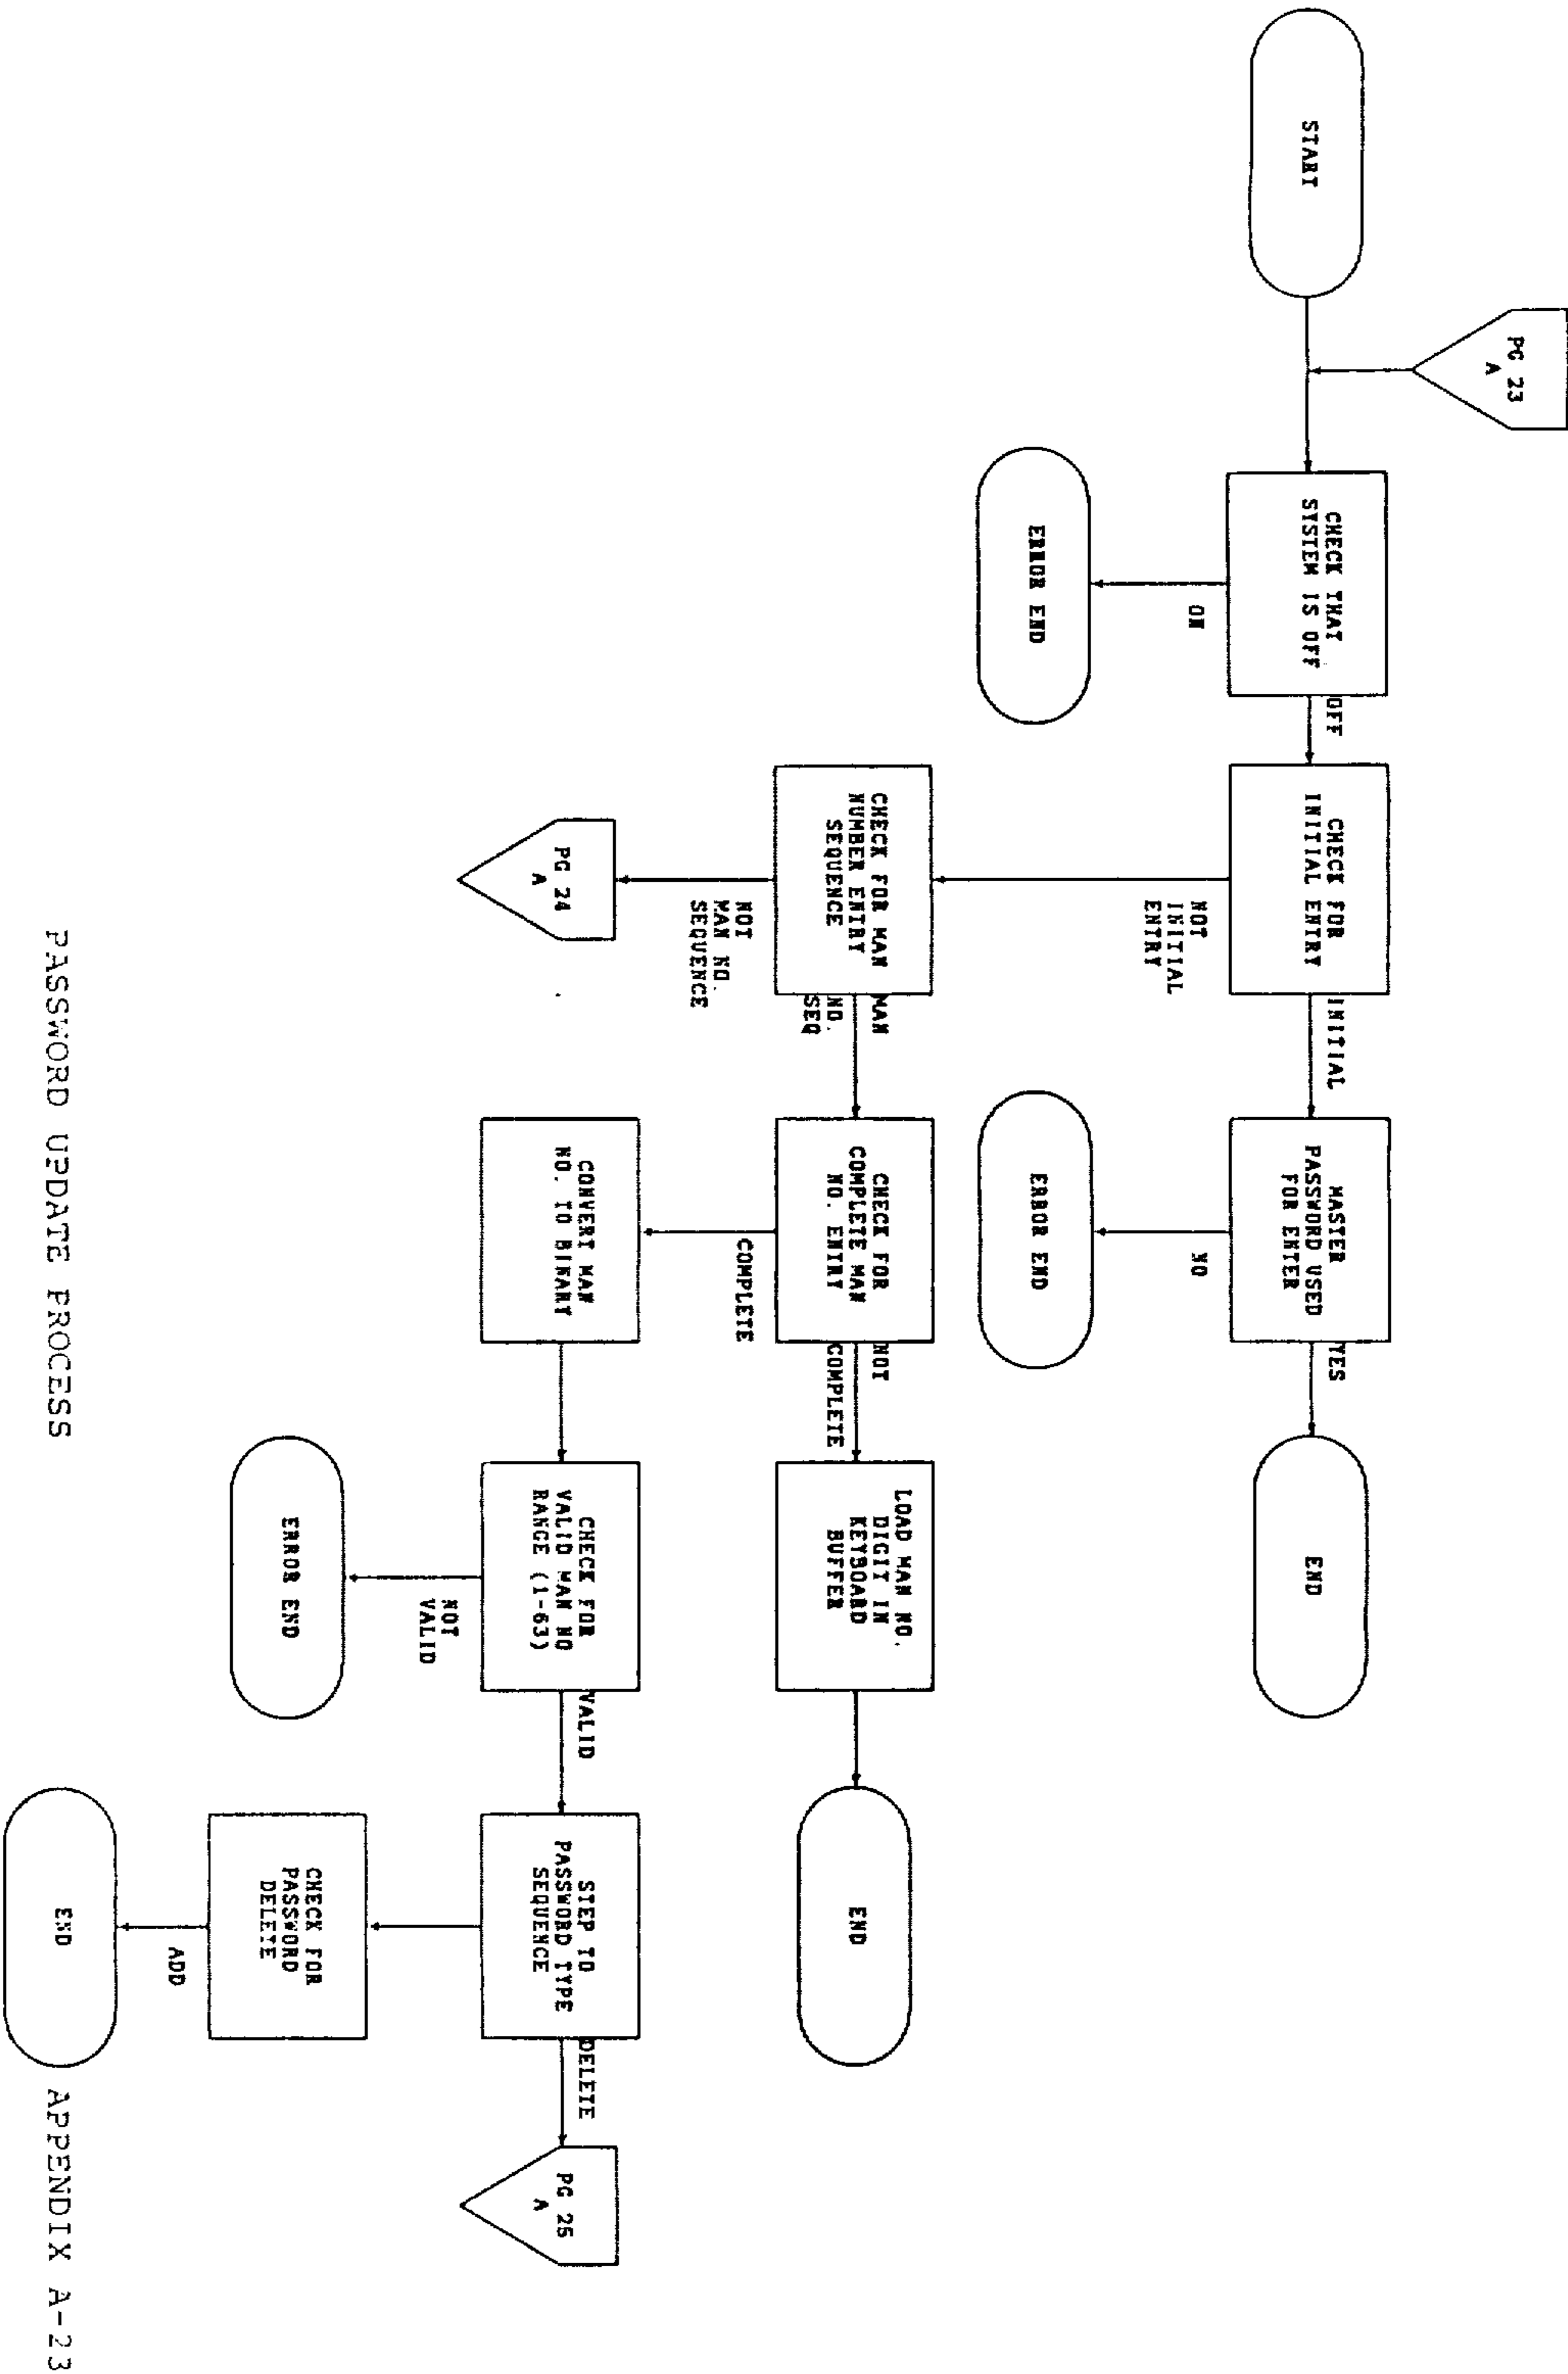 START
PG 23
A
CHECK THAT
SYSTEM IS OFF
ON
ERROR END
OFF
CHECK FOR
INITIAL ENTRY
INITIAL
MASTER
PASSWORD USED
FOR ENTER
NO
ERROR END
YES
END
NOT
INITIAL
ENTRY
CHECK FOR MAN
NUMBER ENTRY
SEQUENCE
NOT
MAN NO.
SEQUENCE
PG 24
A
MAN
NO.
SEQ
CHECK FOR
COMPLETE MAN
NO. ENTRY
NOT
COMPLETE
LOAD MAN NO.
DIGIT IN
KEYBOARD
BUFFER
END
COMPLETE
CONVERT MAN
NO. TO BINARY
CHECK FOR
VALID MAN NO
RANGE (1-63)
NOT
VALID
ERROR END
VALID
STEP TO
PASSWORD TYPE
SEQUENCE
DELETE
PG 25
A
CHECK FOR
PASSWORD
DELETE
ADD
END
PASSWORD UPDATE PROCESS
APPENDIX A-23